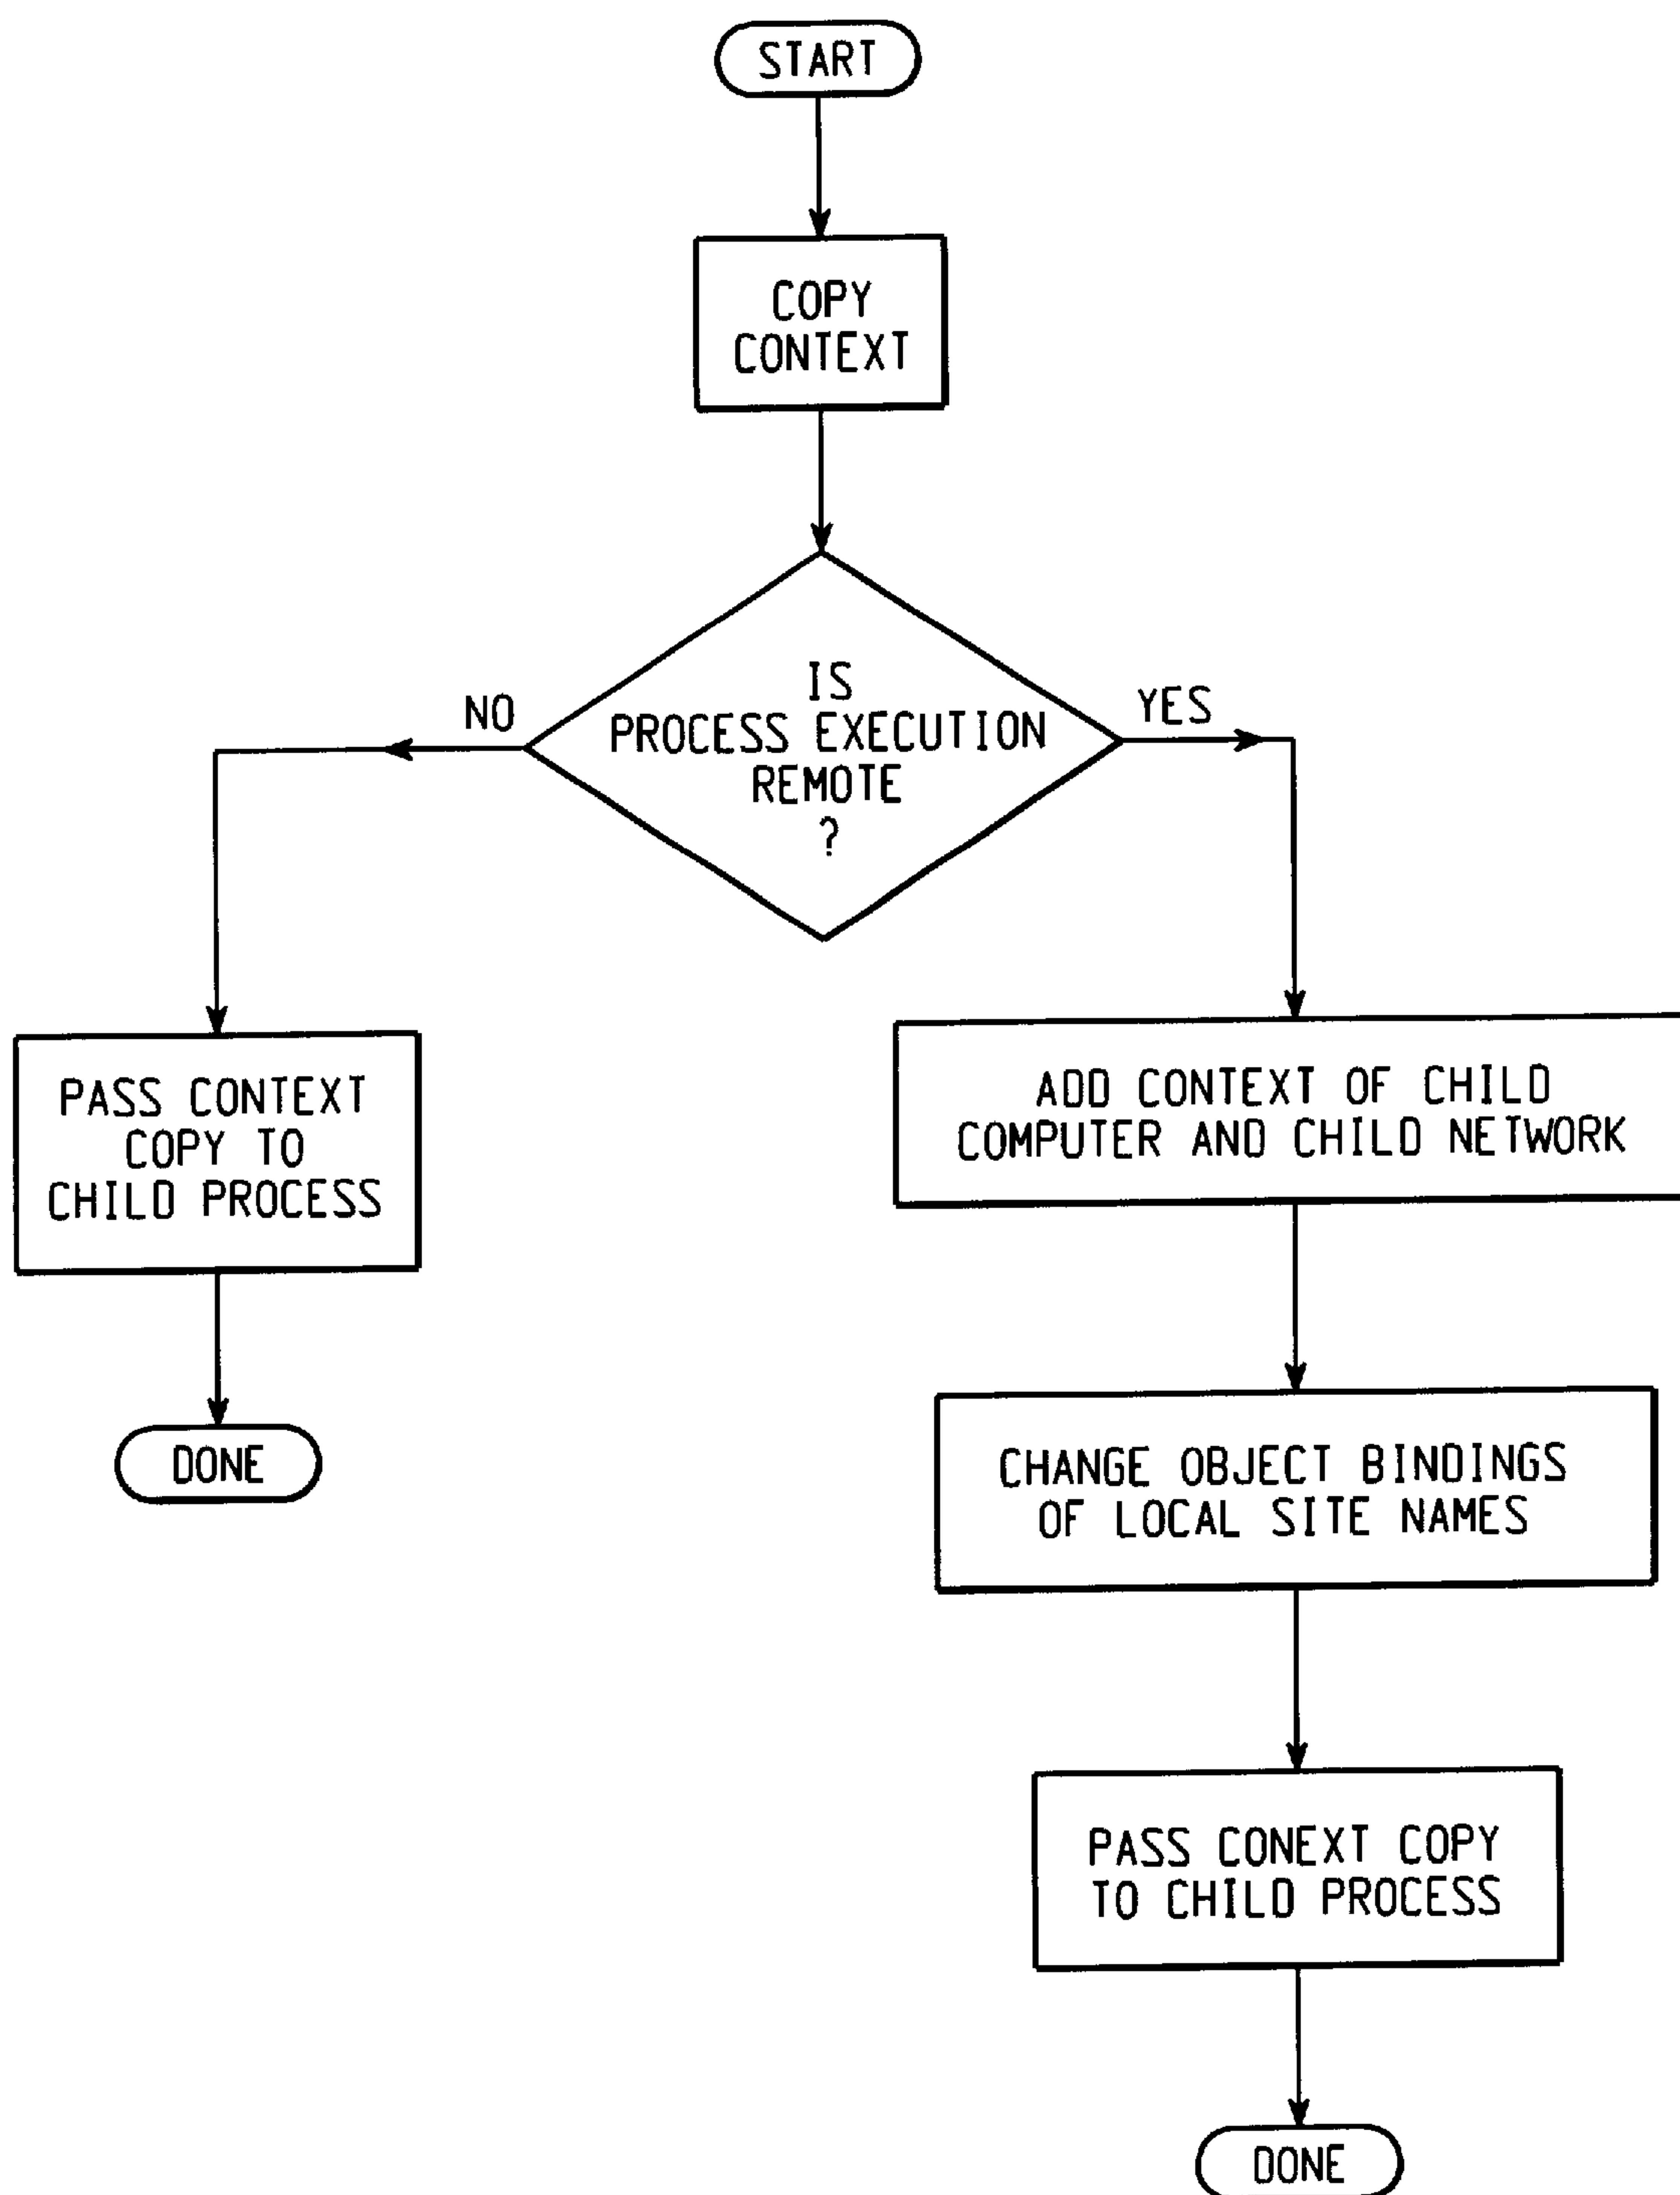 START
COPY
CONTEXT
IS
PROCESS EXECUTION
REMOTE
?
NO
YES
PASS CONTEXT
COPY TO
CHILD PROCESS
DONE
ADD CONTEXT OF CHILD
COMPUTER AND CHILD NETWORK
CHANGE OBJECT BINDINGS
OF LOCAL SITE NAMES
PASS CONEXT COPY
TO CHILD PROCESS
DONE